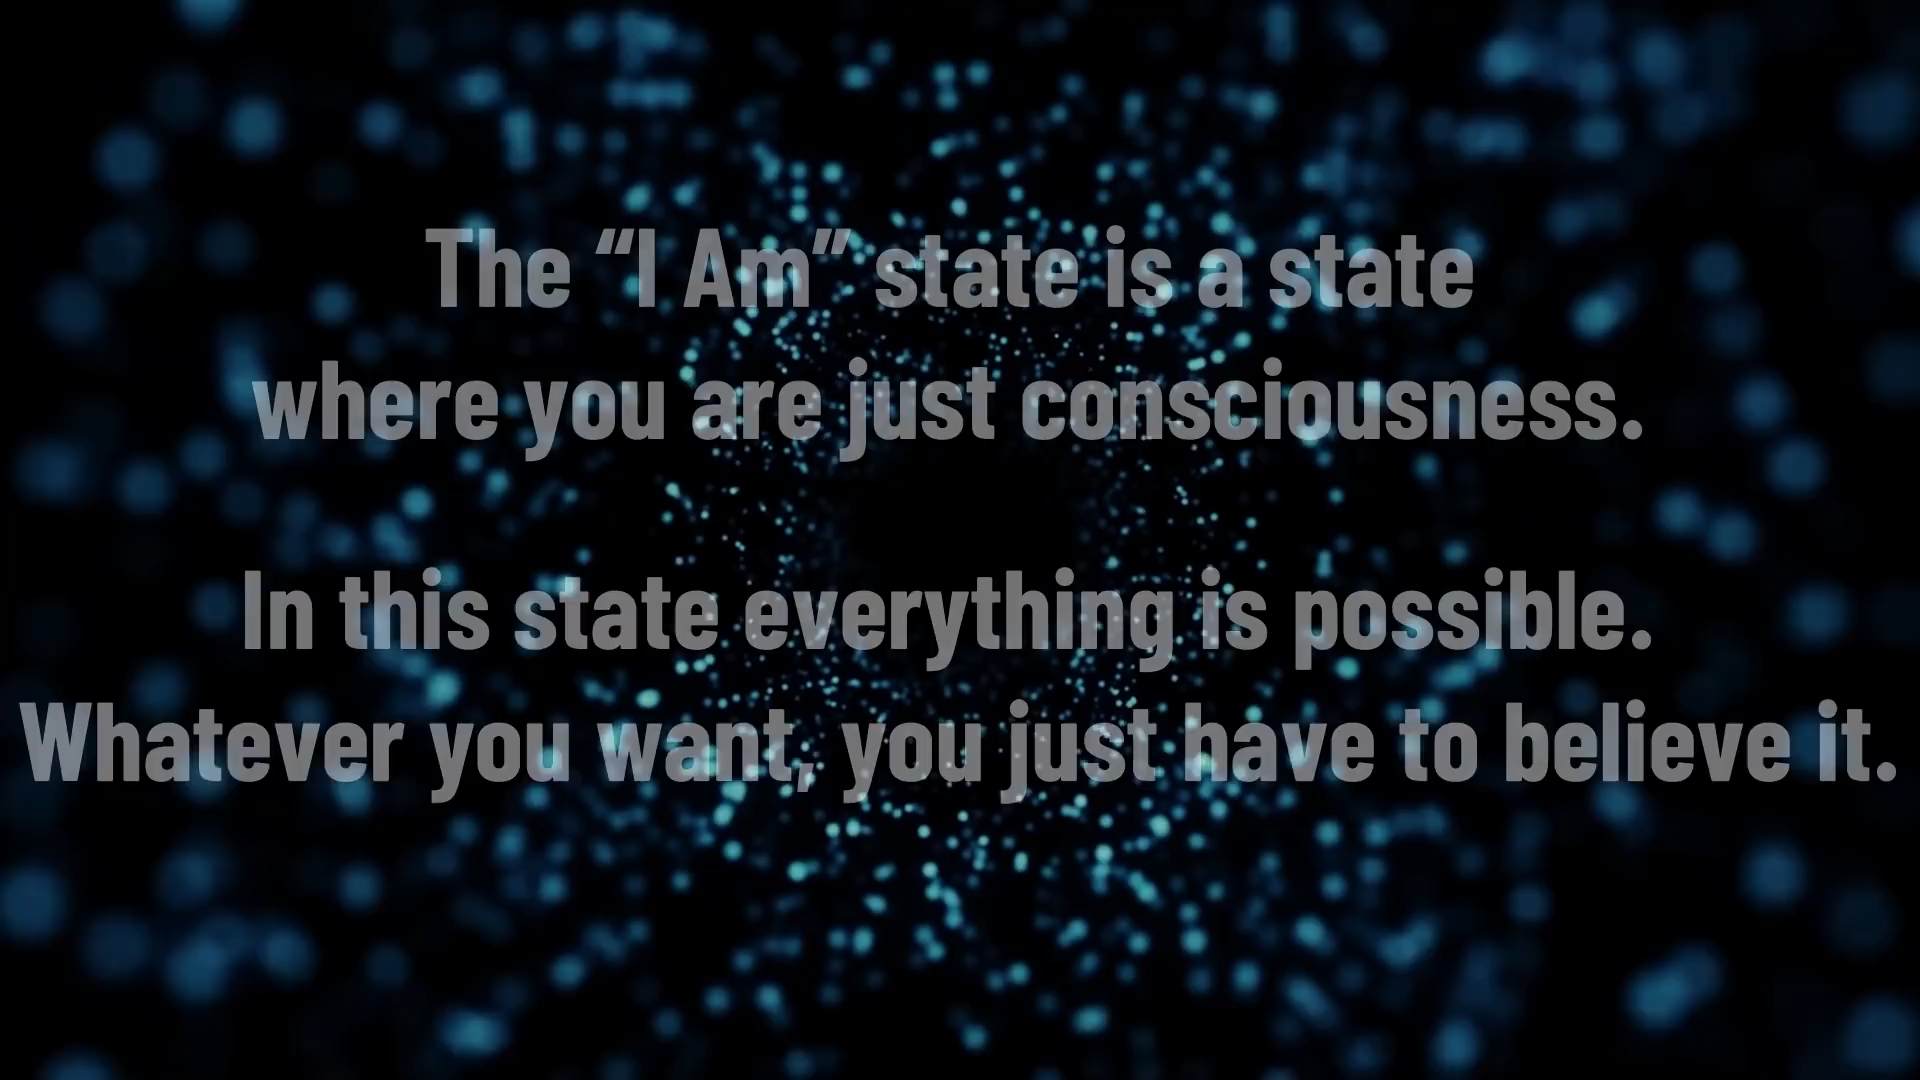 The “I Am” state is a state
where you are just consciousness.
In this state everything is possible.
Whatever you want, you just have to believe it.